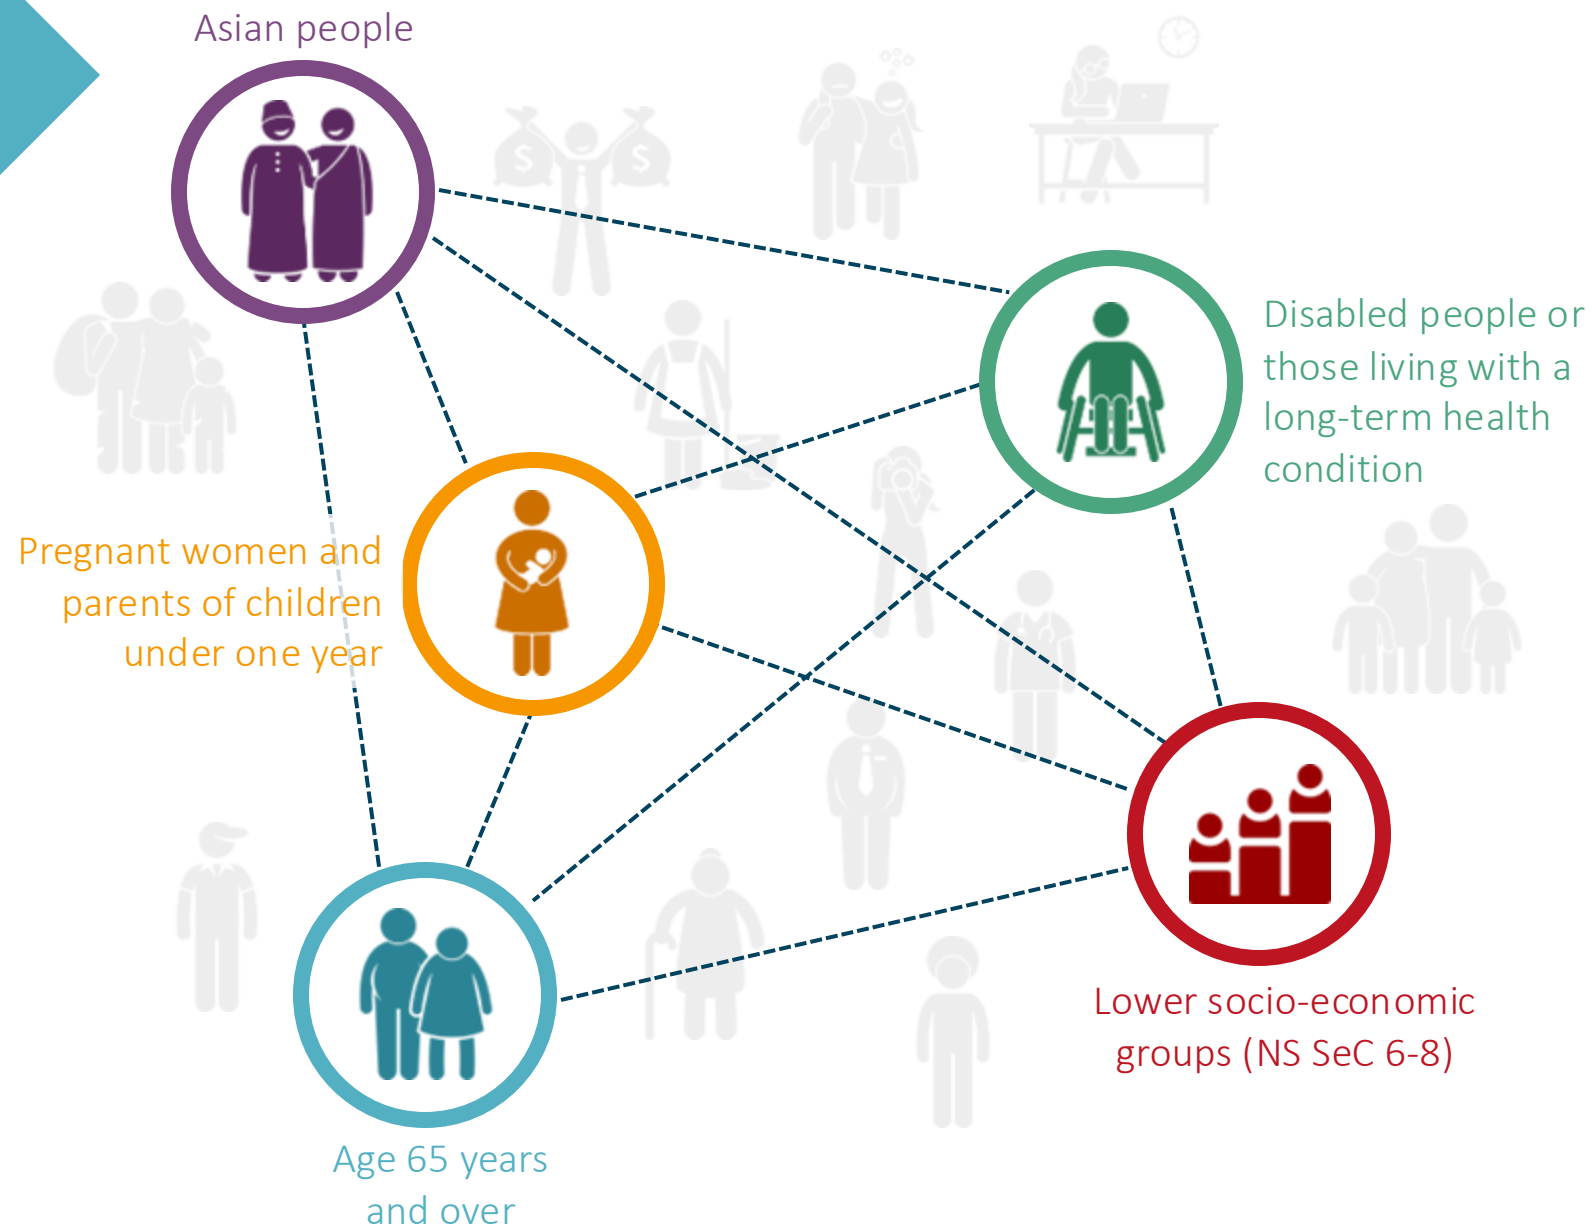 Asian people
Disabled people or
those living with a
long-term health
condition
Pregnant women and
parents of children
under one year
Lower socio-economic
groups (NS SeC 6-8)
Age 65 years
and over
$
$